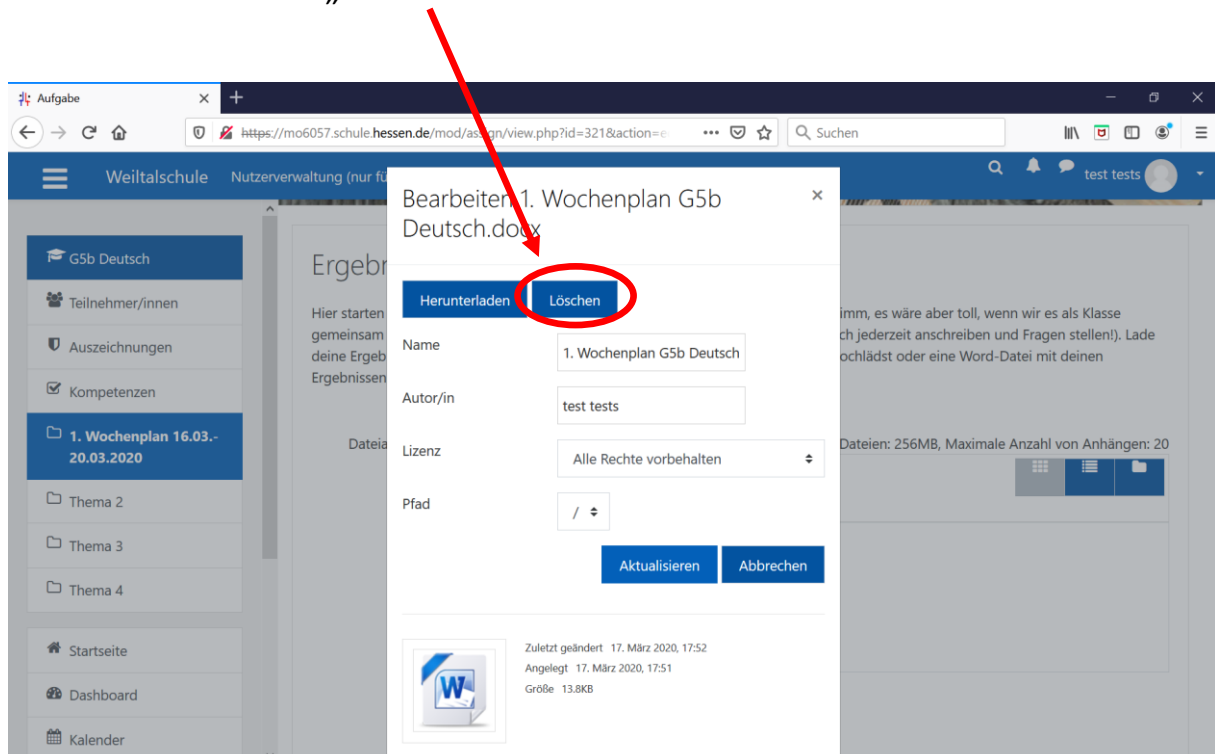 „
Aufgabe
https://mo6057.schule.hessen.de/mod/assign/view.php?id=321&action=e
Suchen
Weiltalschule Nutzerverwaltung (nur fü
test tests
Bearbeiten 1. Wochenplan G5b
Deutsch.docx
G5b Deutsch
Teilnehmer/innen
Auszeichnungen
Kompetenzen
1. Wochenplan 16.03.-
20.03.2020
Thema 2
Thema 3
Thema 4
Startseite
Dashboard
Kalender
Ergebn
Hier starten
gemeinsam
deine Ergeb
Ergebnissen
Dateia
Herunterladen Löschen
Name 1. Wochenplan G5b Deutsch
Autor/in test tests
Lizenz Alle Rechte vorbehalten
Pfad /
Aktualisieren Abbrechen
W
Zuletzt geändert 17. März 2020, 17:52
Angelegt 17. März 2020, 17:51
Größe 13.8KB
imm, es wäre aber toll, wenn wir es als Klasse
ch jederzeit anschreiben und Fragen stellen!). Lade
ochlädst oder eine Word-Datei mit deinen
Dateien: 256MB, Maximale Anzahl von Anhängen: 20